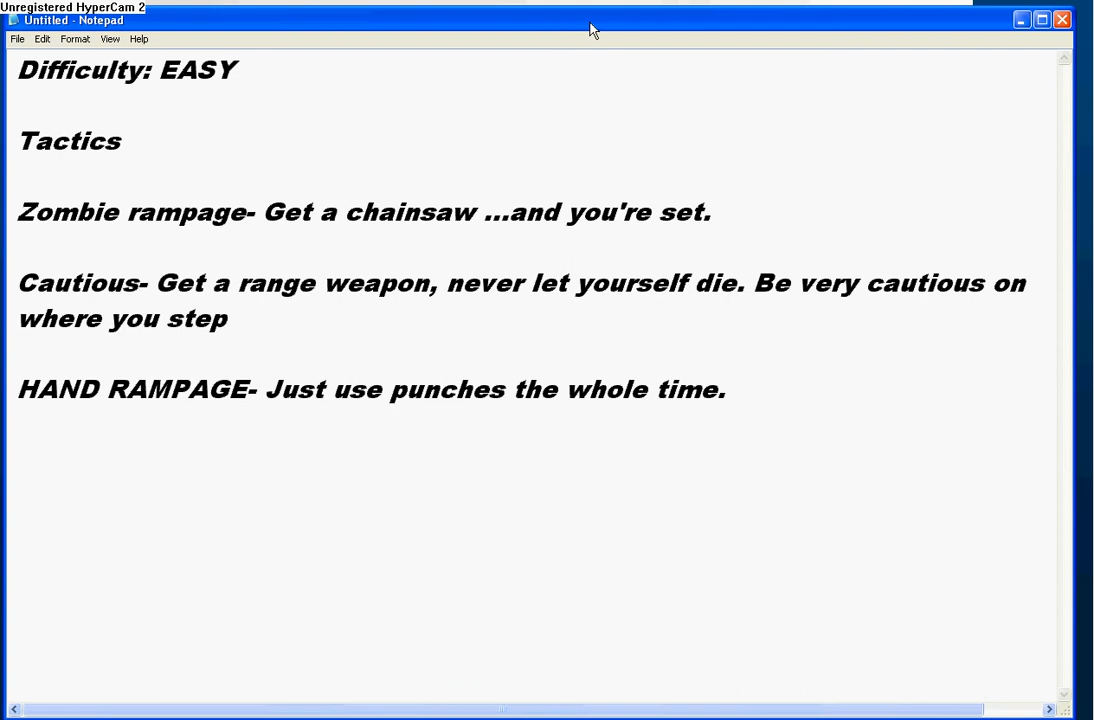 Unregistered HyperCam 2
Untitled - Notepad
File Edit Format View Help
Difficulty: EASY
Tactics
Zombie rampage- Get a chainsaw ...and you're set.
Cautious- Get a range weapon, never let yourself die. Be very cautious on
where you step
HAND RAMPAGE- Just use punches the whole time.